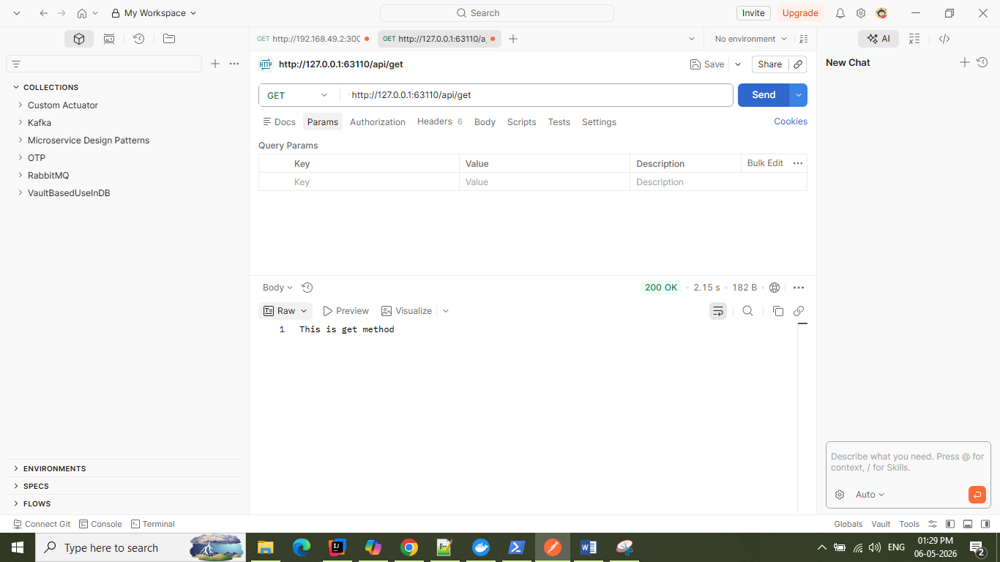 My Workspace
Search
Invite
Upgrade
GET http://192.168.49.2:300
GET http://127.0.0.1:63110/a
No environment
AI
COLLECTIONS
Custom Actuator
Kafka
Microservice Design Patterns
OTP
RabbitMQ
VaultBasedUseInDB
ENVIRONMENTS
SPECS
FLOWS
HTTP http://127.0.0.1:63110/api/get
Save
Share
GET
http://127.0.0.1:63110/api/get
Send
Docs Params Authorization Headers 6 Body Scripts Tests Settings
Cookies
Query Params
Key Value Description Bulk Edit
Key Value Description
Body
200 OK • 2.15 s • 182 B
Raw Preview Visualize
1 This is get method
New Chat
Describe what you need. Press @ for
context, / for Skills.
Auto
Connect Git Console Terminal
Globals Vault Tools
Type here to search
ENG
01:29 PM
06-05-2026
2